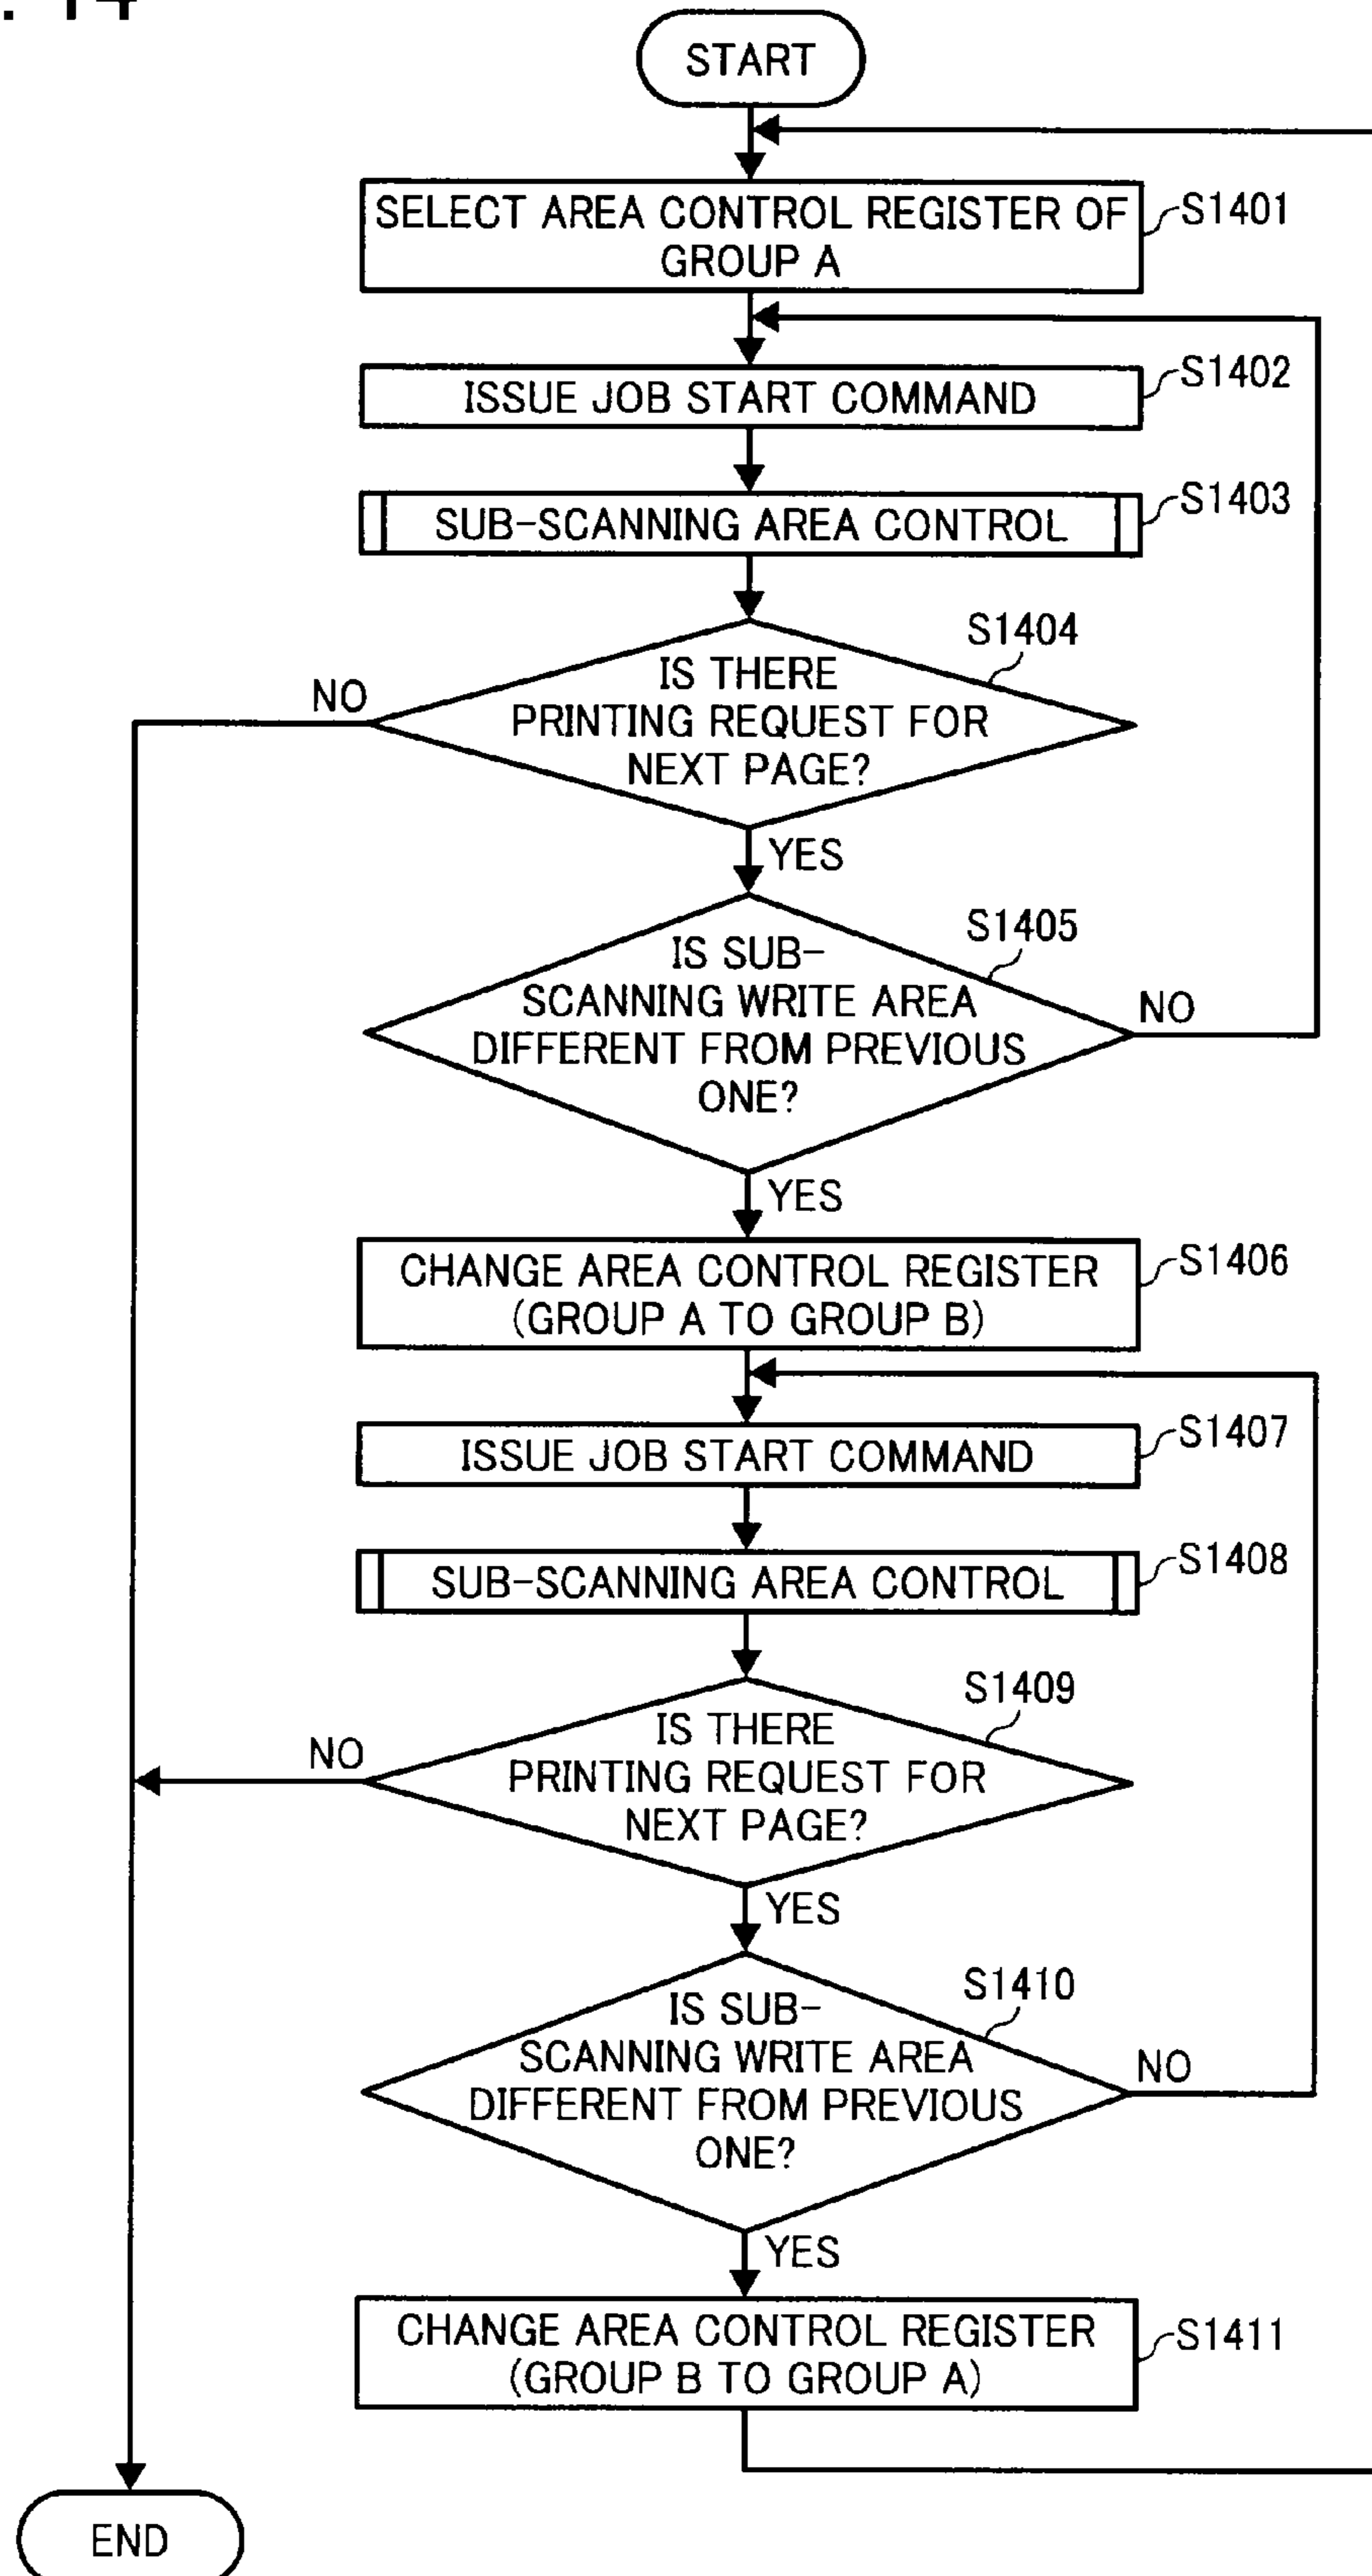 . 14
START
SELECT AREA CONTROL REGISTER OF
GROUP A
S1401
ISSUE JOB START COMMAND
S1402
SUB-SCANNING AREA CONTROL
S1403
S1404
IS THERE
PRINTING REQUEST FOR
NEXT PAGE?
NO
YES
S1405
IS SUB-
SCANNING WRITE AREA
DIFFERENT FROM PREVIOUS
ONE?
NO
YES
CHANGE AREA CONTROL REGISTER
(GROUP A TO GROUP B)
S1406
ISSUE JOB START COMMAND
S1407
SUB-SCANNING AREA CONTROL
S1408
S1409
IS THERE
PRINTING REQUEST FOR
NEXT PAGE?
NO
YES
S1410
IS SUB-
SCANNING WRITE AREA
DIFFERENT FROM PREVIOUS
ONE?
NO
YES
CHANGE AREA CONTROL REGISTER
(GROUP B TO GROUP A)
S1411
END